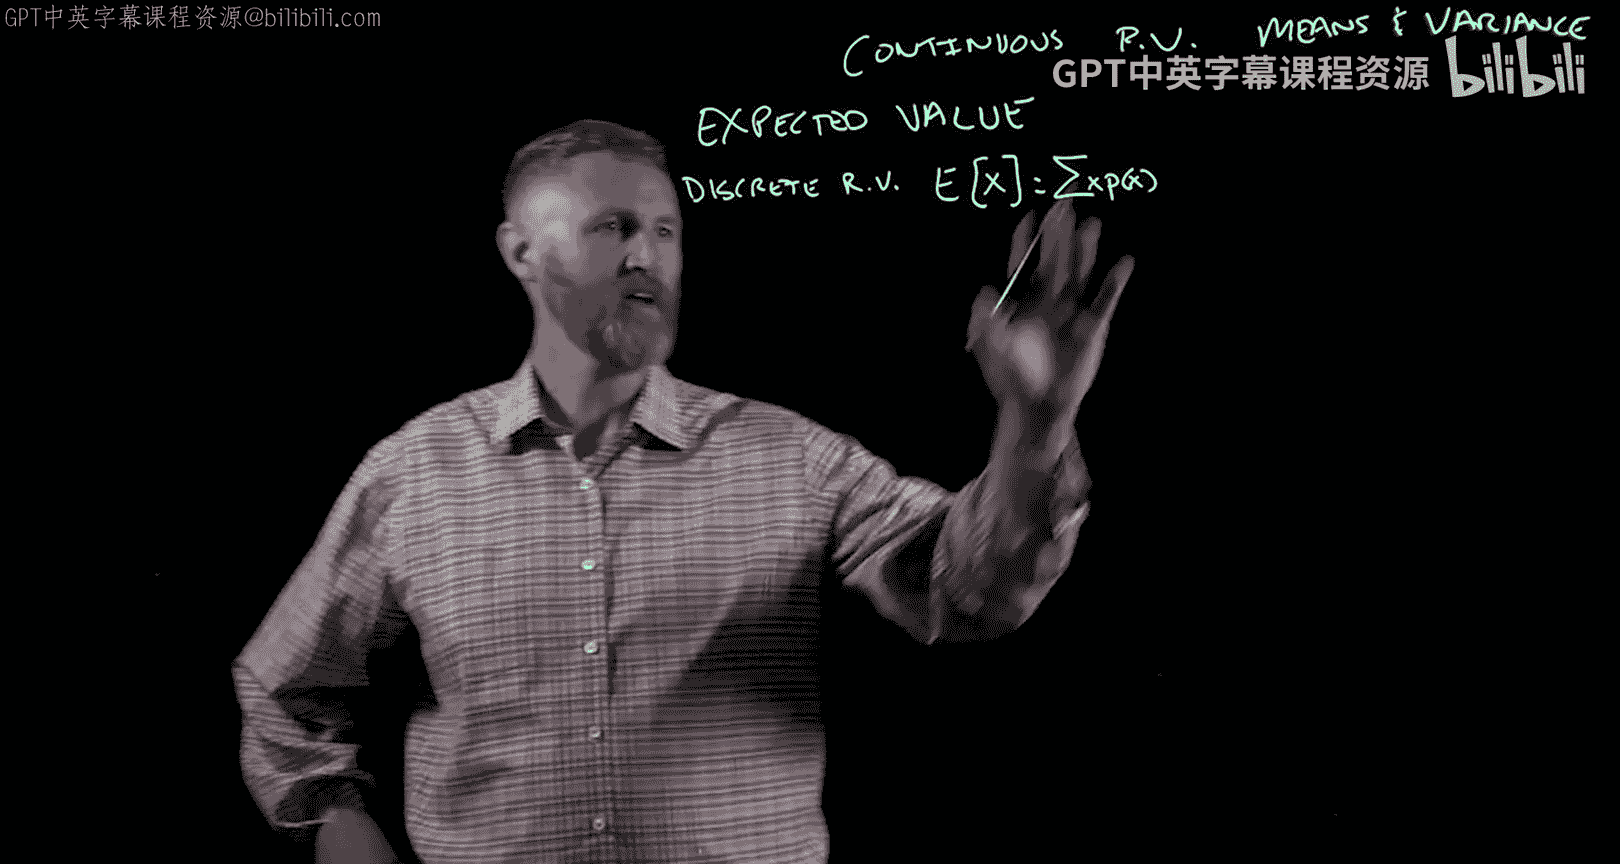 GPT中英字幕课程资源@bilibili.com
CONTINUOUS R.V. MEANS & VARIANCE
GPT中英字幕课程资源 bilibili
EXPECTED VALUE
DISCRETE R.V. E[X] = ∑xp(x)